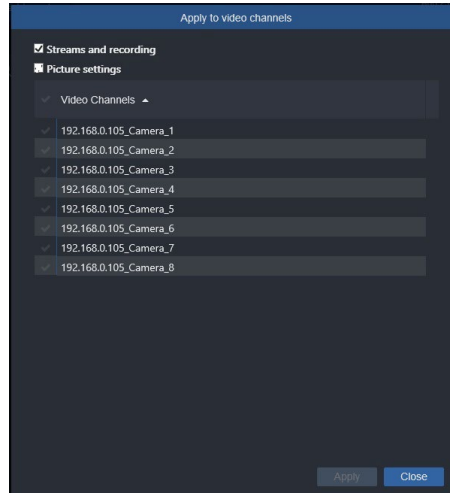 Apply to video channels
Streams and recording
Picture settings
Video Channels
192.168.0.105_Camera_1
192.168.0.105_Camera_2
192.168.0.105_Camera_3
192.168.0.105_Camera_4
192.168.0.105_Camera_5
192.168.0.105_Camera_6
192.168.0.105_Camera_7
192.168.0.105_Camera_8
Apply Close